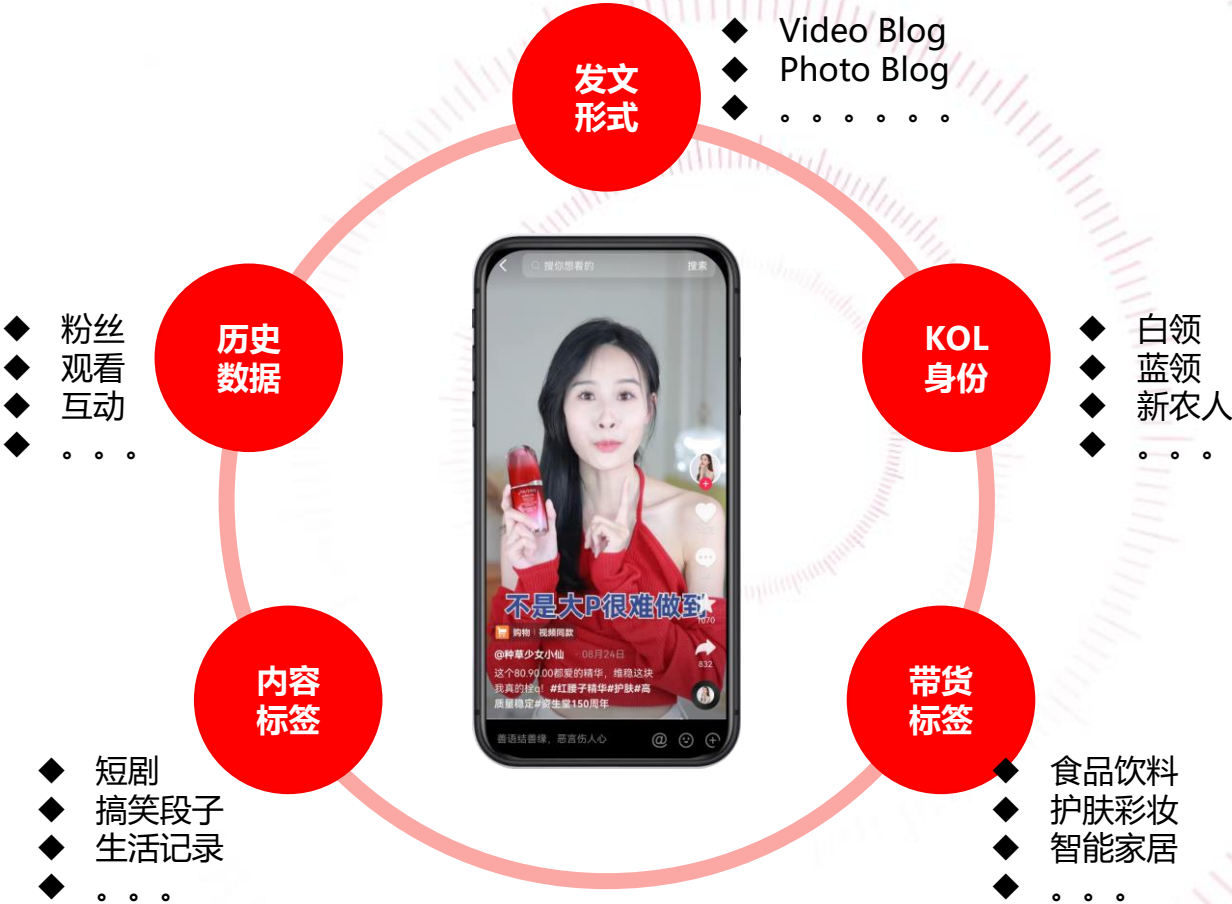 发文
形式
◆ Video Blog
◆ Photo Blog
◆ 。。。。。。
历史
数据
◆ 粉丝
◆ 观看
◆ 互动
◆ 。。。
KOL
身份
◆ 白领
◆ 蓝领
◆ 新农人
◆ 。。。
搜你想看的
搜索
不是大P很难做到
1070
购物 | 视频同款
@种草少女小仙 · 08月24日
832
这个80.90.00都爱的精华，维稳这块
我真的栓q！#红腰子精华#护肤#高
质量稳定#资生堂150周年
善语结善缘，恶言伤人心
@
内容
标签
◆ 短剧
◆ 搞笑段子
◆ 生活记录
◆ 。。。
带货
标签
◆ 食品饮料
◆ 护肤彩妆
◆ 智能家居
◆ 。。。